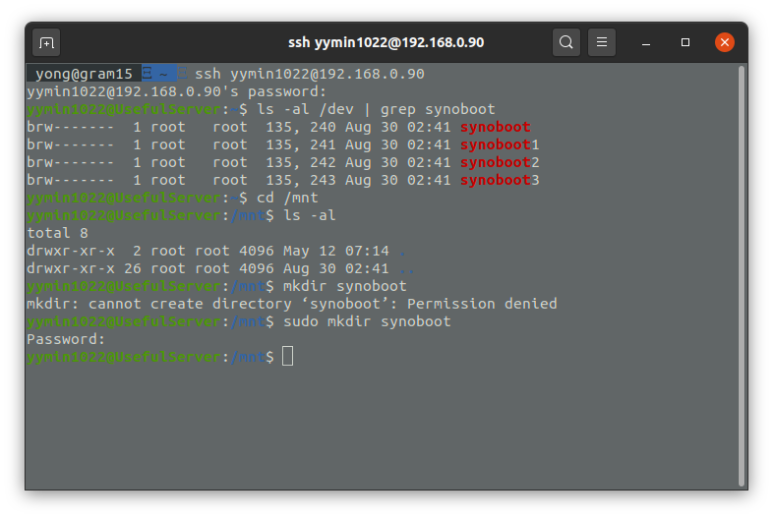 ssh yymin1022@192.168.0.90
yong@gram15 ~ ssh yymin1022@192.168.0.90
yymin1022@192.168.0.90's password:
yymin1022@UsefulServer:~$ ls -al /dev | grep synoboot
brw------- 1 root root 135, 240 Aug 30 02:41 synoboot
brw------- 1 root root 135, 241 Aug 30 02:41 synoboot1
brw------- 1 root root 135, 242 Aug 30 02:41 synoboot2
brw------- 1 root root 135, 243 Aug 30 02:41 synoboot3
yymin1022@UsefulServer:~$ cd /mnt
yymin1022@UsefulServer:/mnt$ ls -al
total 8
drwxr-xr-x 2 root root 4096 May 12 07:14 .
drwxr-xr-x 26 root root 4096 Aug 30 02:41 ..
yymin1022@UsefulServer:/mnt$ mkdir synoboot
mkdir: cannot create directory ‘synoboot’: Permission denied
yymin1022@UsefulServer:/mnt$ sudo mkdir synoboot
Password:
yymin1022@UsefulServer:/mnt$